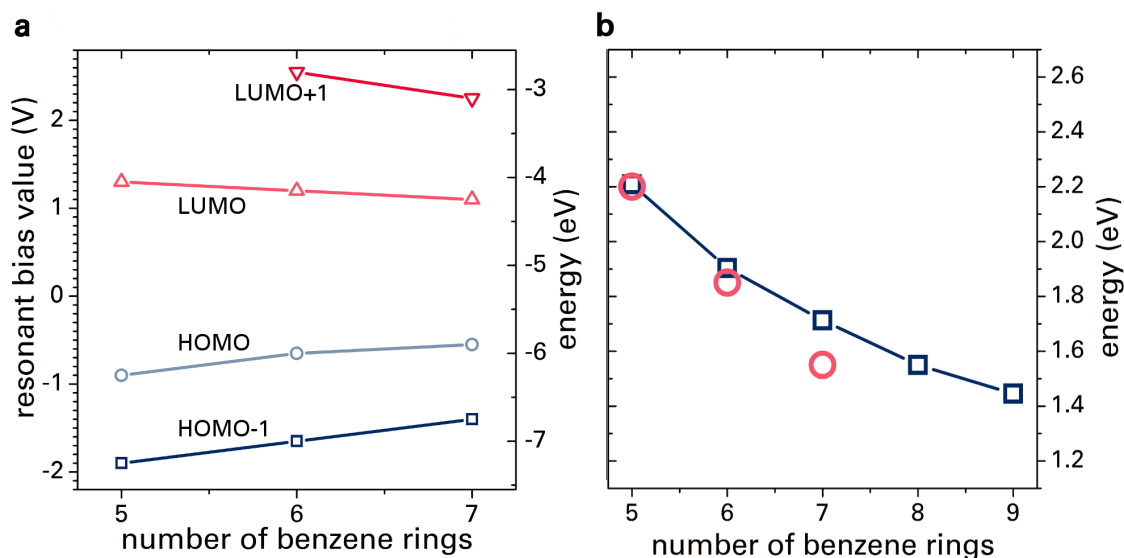 a
resonant bias value (V)
2
1
0
-1
-2
LUMO+1
LUMO
HOMO
HOMO-1
-3
-4
-5
-6
-7
energy (eV)
5 6 7
number of benzene rings
b
2.6
2.4
2.2
2.0
1.8
1.6
1.4
1.2
energy (eV)
5 6 7 8 9
number of benzene rings